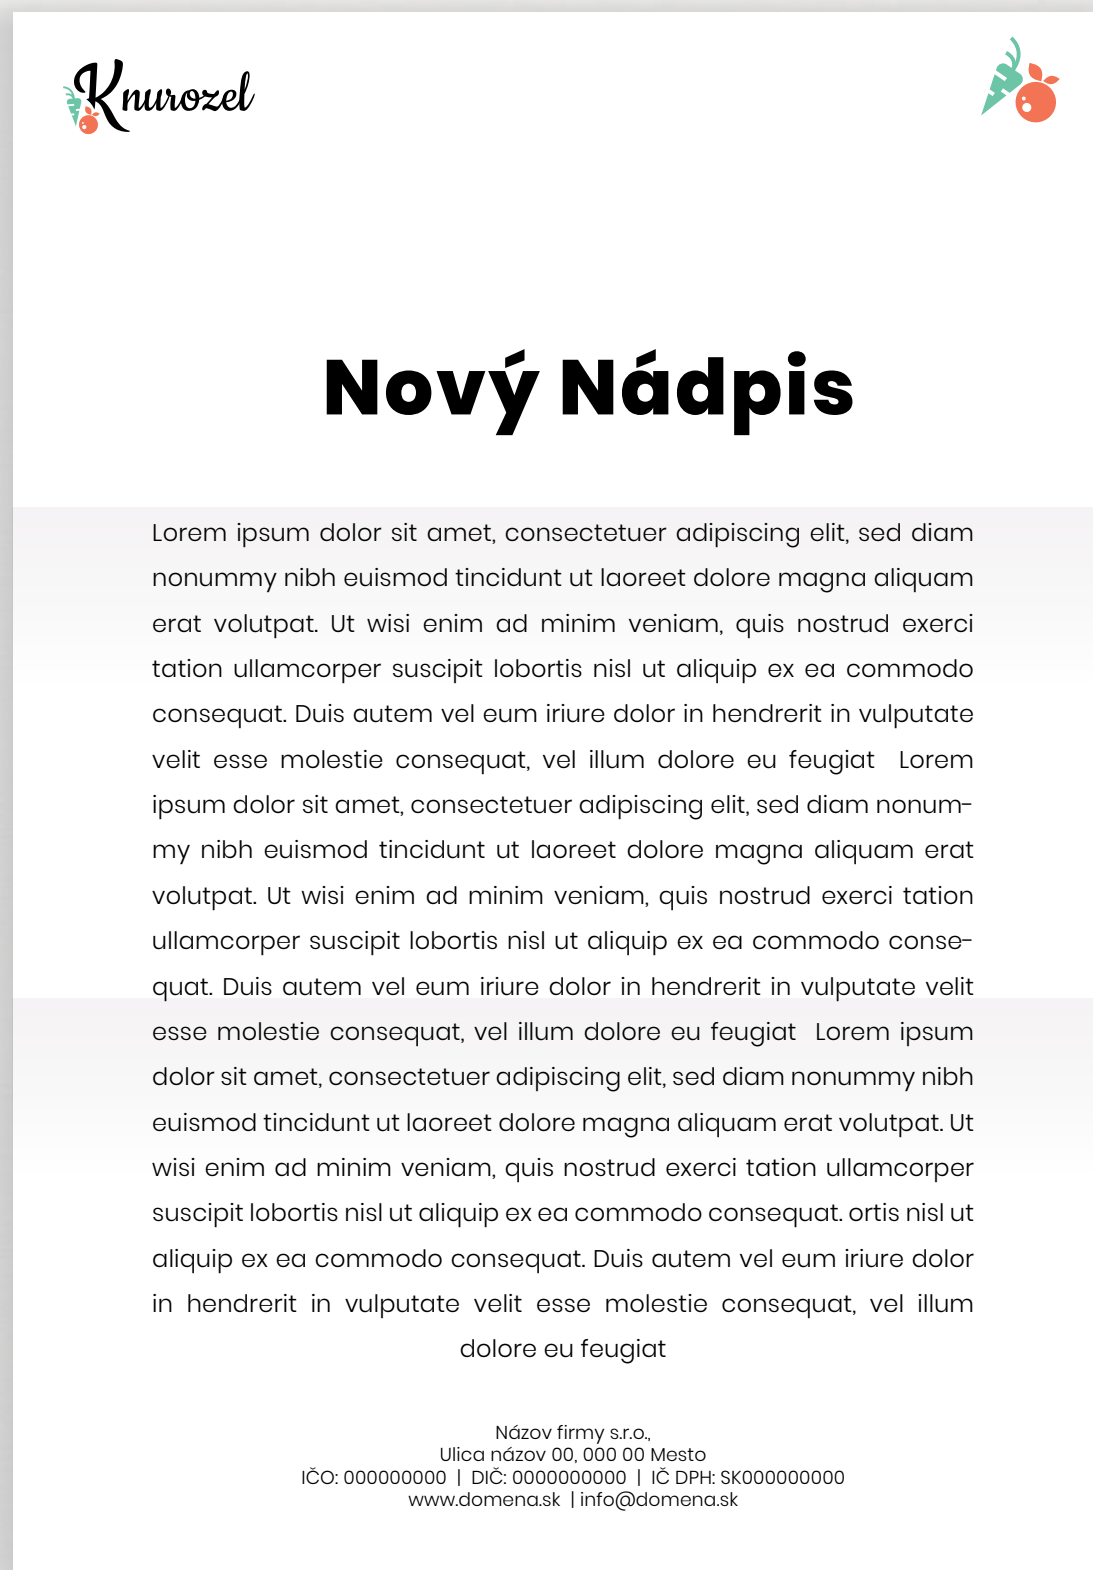 Knurozel
Nový Nádpis
Lorem ipsum dolor sit amet, consectetuer adipiscing elit, sed diam
nonummy nibh euismod tincidunt ut laoreet dolore magna aliquam
erat volutpat. Ut wisi enim ad minim veniam, quis nostrud exerci
tation ullamcorper suscipit lobortis nisl ut aliquip ex ea commodo
consequat. Duis autem vel eum iriure dolor in hendrerit in vulputate
velit esse molestie consequat, vel illum dolore eu feugiat  Lorem
ipsum dolor sit amet, consectetuer adipiscing elit, sed diam nonum-
my nibh euismod tincidunt ut laoreet dolore magna aliquam erat
volutpat. Ut wisi enim ad minim veniam, quis nostrud exerci tation
ullamcorper suscipit lobortis nisl ut aliquip ex ea commodo conse-
quat. Duis autem vel eum iriure dolor in hendrerit in vulputate velit
esse molestie consequat, vel illum dolore eu feugiat  Lorem ipsum
dolor sit amet, consectetuer adipiscing elit, sed diam nonummy nibh
euismod tincidunt ut laoreet dolore magna aliquam erat volutpat. Ut
wisi enim ad minim veniam, quis nostrud exerci tation ullamcorper
suscipit lobortis nisl ut aliquip ex ea commodo consequat. ortis nisl ut
aliquip ex ea commodo consequat. Duis autem vel eum iriure dolor
in hendrerit in vulputate velit esse molestie consequat, vel illum
dolore eu feugiat
Názov firmy s.r.o.,
Ulica názov 00, 000 00 Mesto
IČO: 000000000 | DIČ: 0000000000 | IČ DPH: SK000000000
www.domena.sk | info@domena.sk